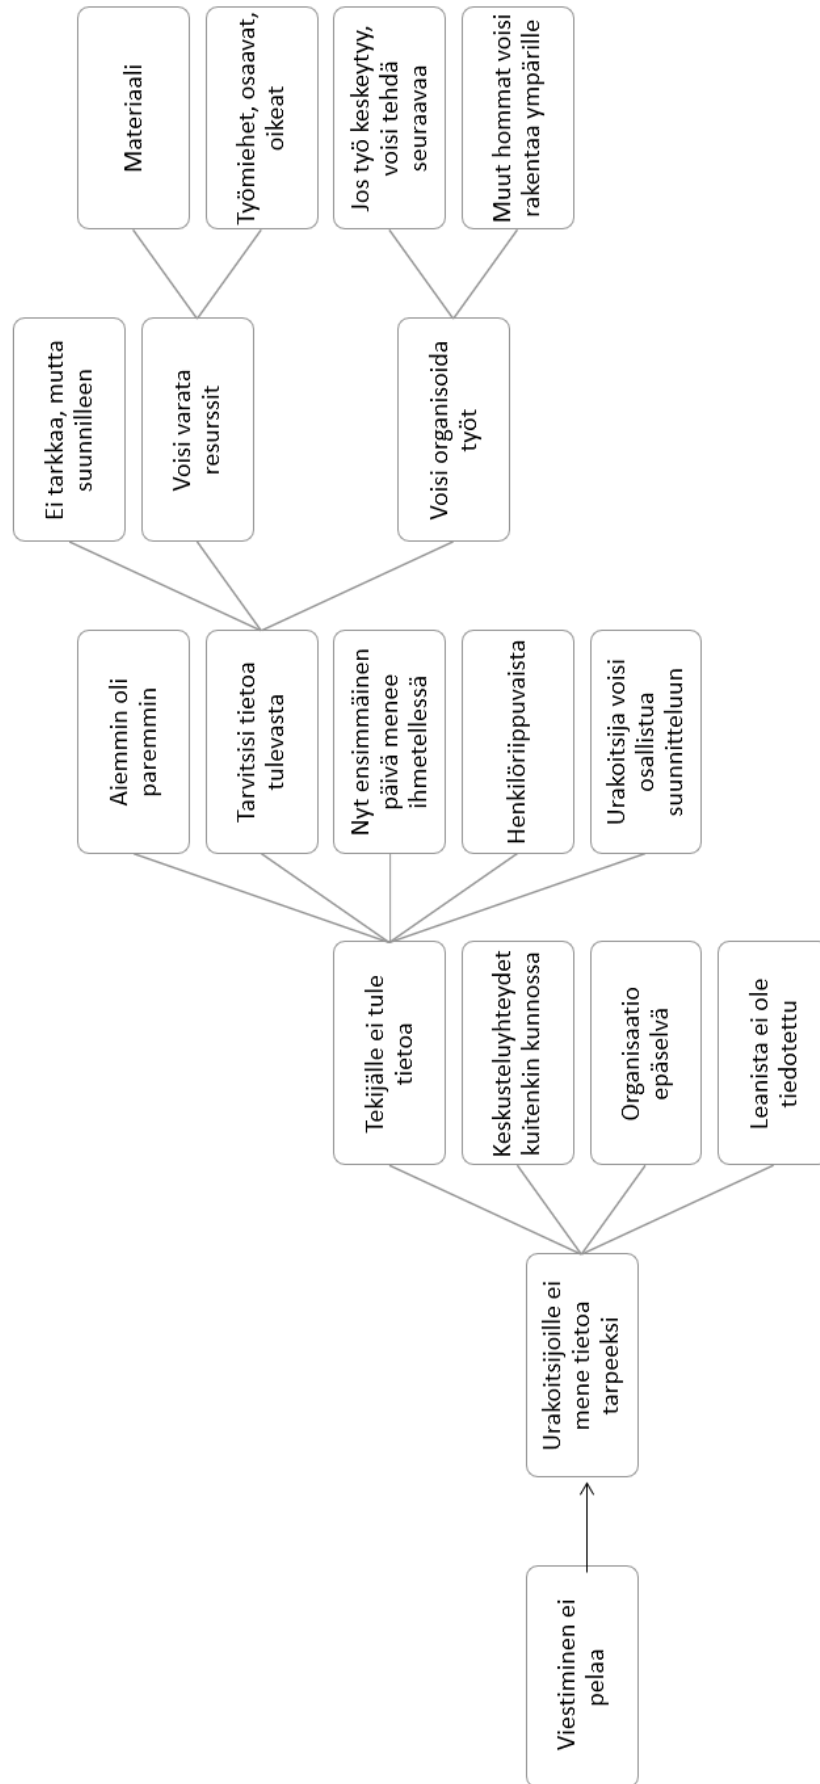 Viestiminen ei
pelaa
Urakoitsijoille ei
mene tietoa
tarpeeksi
Tekijälle ei tule
tietoa
Keskusteluyhteydet
kuitenkin kunnossa
Organisaatio
epäselvä
Leanista ei ole
tiedotettu
Aiemmin oli
paremmin
Tarvitsisi tietoa
tulevasta
Nyt ensimmäinen
päivä menee
ihmetellessä
Henkilöriippuvaista
Urakoitsija voisi
osallistua
suunnitteluun
Ei tarkkaa, mutta
suunnilleen
Voisi varata
resurssit
Voisi organisoida
työt
Materiaali
Työmiehet, osaavat,
oikeat
Jos työ keskeytyy,
voisi tehdä
seuraavaa
Muut hommat voisi
rakentaa ympärille